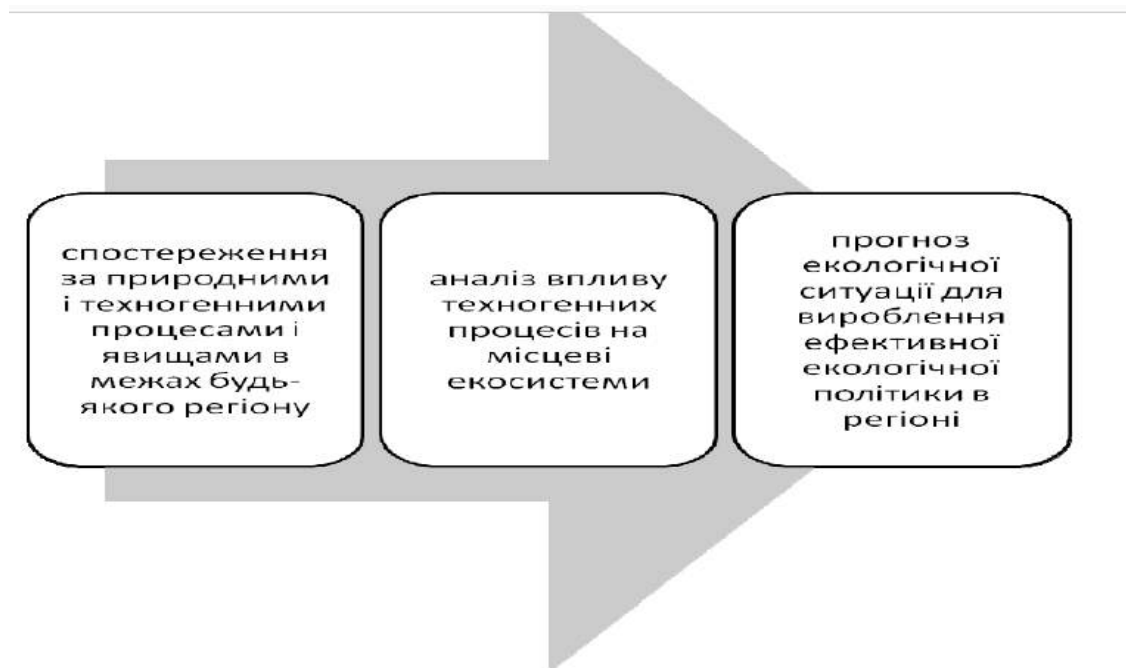 спостереження
за природними
і техногенними
процесами і
явищами в
межах будь-
якого регіону
аналіз впливу
техногенних
процесів на
місцеві
екосистеми
прогноз
екологічної
ситуації для
вироблення
ефективної
екологічної
політики в
регіоні